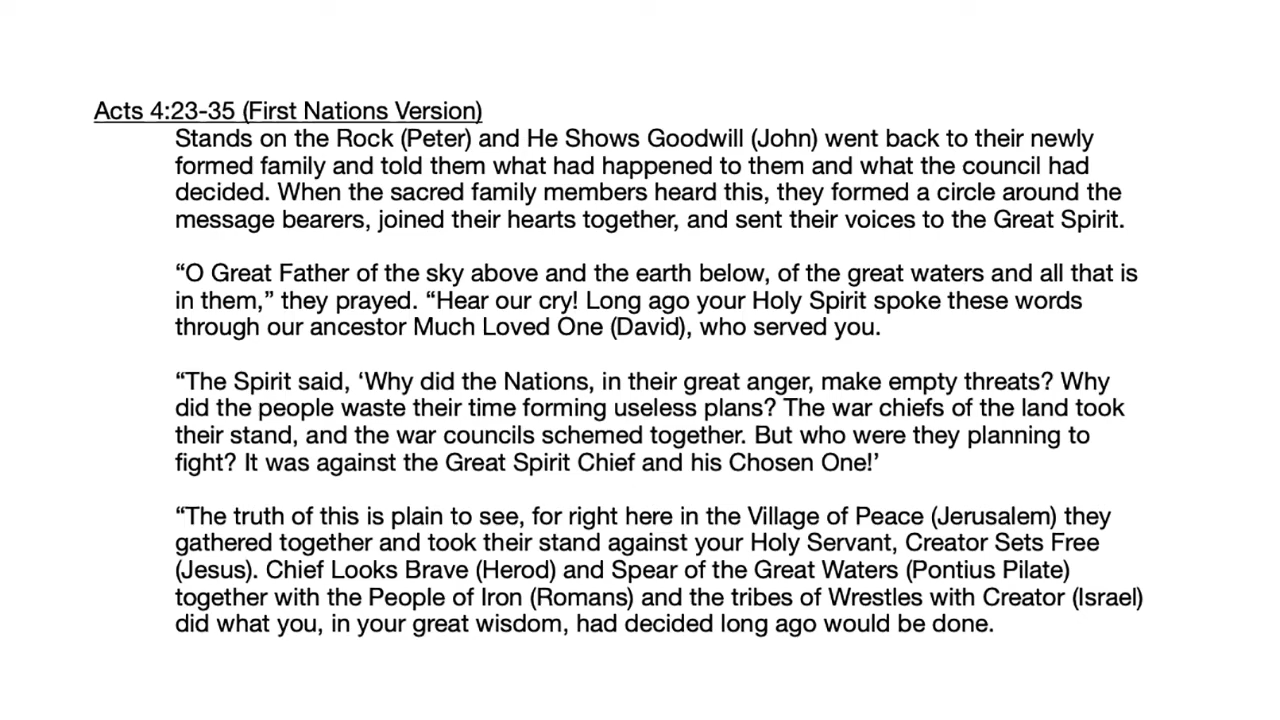 Acts 4:23-35 (First Nations Version)
Stands on the Rock (Peter) and He Shows Goodwill (John) went back to their newly
formed family and told them what had happened to them and what the council had
decided. When the sacred family members heard this, they formed a circle around the
message bearers, joined their hearts together, and sent their voices to the Great Spirit.
“O Great Father of the sky above and the earth below, of the great waters and all that is
in them,” they prayed. “Hear our cry! Long ago your Holy Spirit spoke these words
through our ancestor Much Loved One (David), who served you.
“The Spirit said, ‘Why did the Nations, in their great anger, make empty threats? Why
did the people waste their time forming useless plans? The war chiefs of the land took
their stand, and the war councils schemed together. But who were they planning to
fight? It was against the Great Spirit Chief and his Chosen One!’
“The truth of this is plain to see, for right here in the Village of Peace (Jerusalem) they
gathered together and took their stand against your Holy Servant, Creator Sets Free
(Jesus). Chief Looks Brave (Herod) and Spear of the Great Waters (Pontius Pilate)
together with the People of Iron (Romans) and the tribes of Wrestles with Creator (Israel)
did what you, in your great wisdom, had decided long ago would be done.